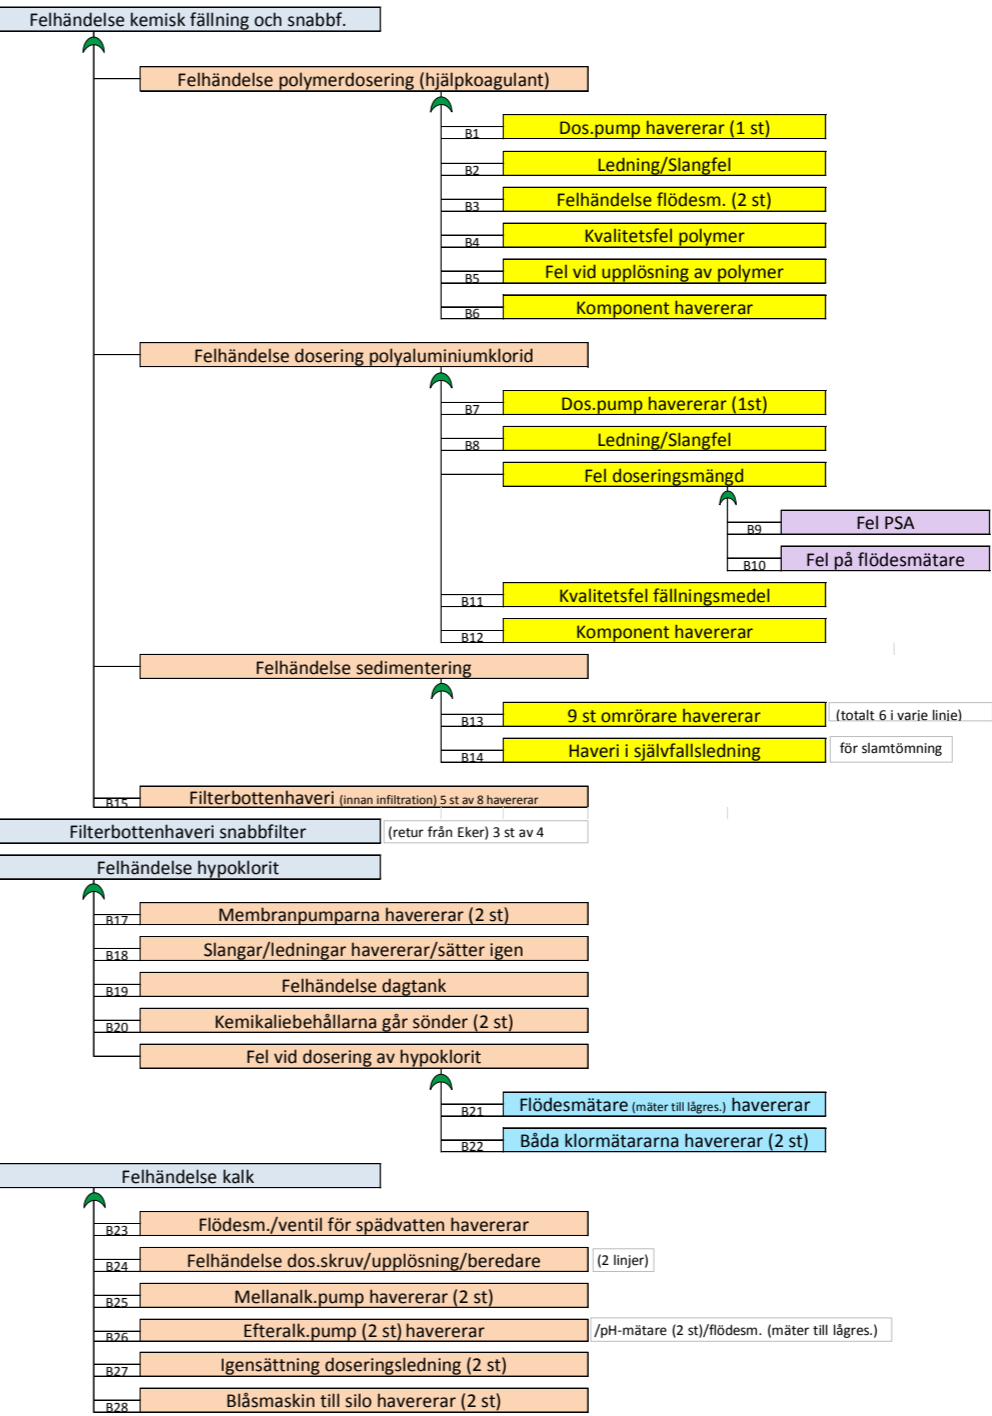 Felhändelse kemisk fällning och snabbf.
Felhändelse polymerdosering (hjälpkoagulant)
B1 Dos.pump havererar (1 st)
B2 Ledning/Slangfel
B3 Felhändelse flödesm. (2 st)
B4 Kvalitetsfel polymer
B5 Fel vid upplösning av polymer
B6 Komponent havererar
Felhändelse dosering polyaluminiumklorid
B7 Dos.pump havererar (1st)
B8 Ledning/Slangfel
Fel doseringsmängd
B9 Fel PSA
B10 Fel på flödesmätare
B11 Kvalitetsfel fällningsmedel
B12 Komponent havererar
Felhändelse sedimentering
B13 9 st omrörare havererar (totalt 6 i varje linje)
B14 Haveri i självfallsledning för slamtömning
B15 Filterbottenhaveri (innan infiltration) 5 st av 8 havererar
Filterbottenhaveri snabbfilter (retur från Eker) 3 st av 4
Felhändelse hypoklorit
B17 Membranpumparna havererar (2 st)
B18 Slangar/ledningar havererar/sätter igen
B19 Felhändelse dagtank
B20 Kemikaliebehållarna går sönder (2 st)
Fel vid dosering av hypoklorit
B21 Flödesmätare (mäter till lågres.) havererar
B22 Båda klormätararna havererar (2 st)
Felhändelse kalk
B23 Flödesm./ventil för spädvatten havererar
B24 Felhändelse dos.skruv/upplösning/beredare (2 linjer)
B25 Mellanalk.pump havererar (2 st)
B26 Efteralk.pump (2 st) havererar /pH-mätare (2 st)/flödesm. (mäter till lågres.)
B27 Igensättning doseringsledning (2 st)
B28 Blåsmaskin till silo havererar (2 st)